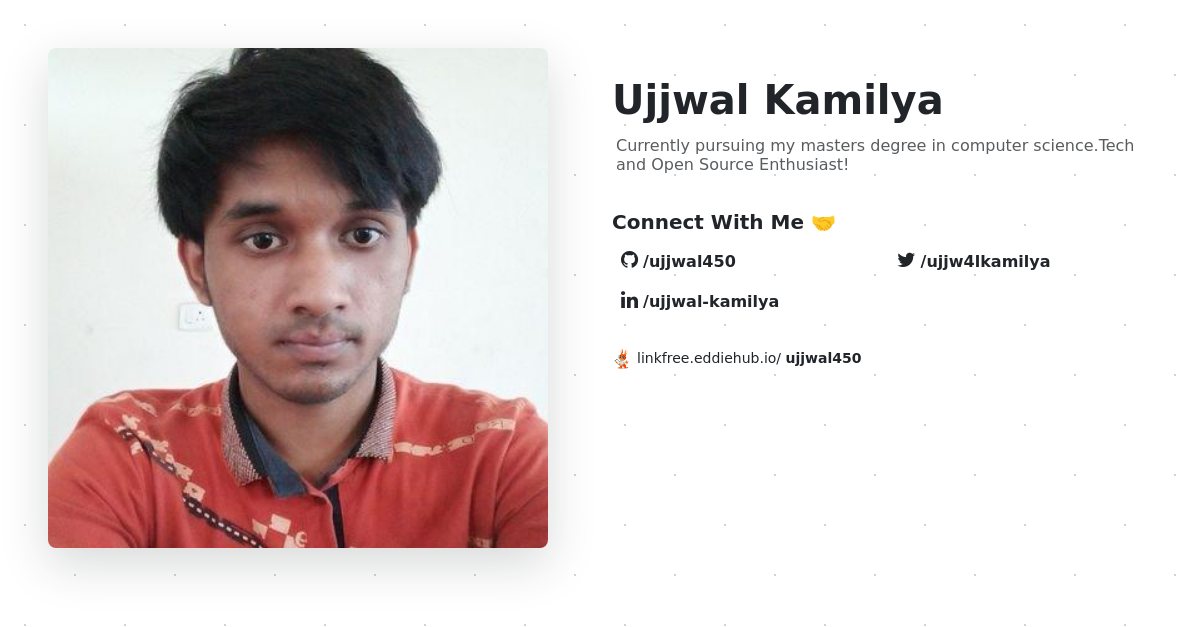 Ujjwal Kamilya
Currently pursuing my masters degree in computer science.Tech
and Open Source Enthusiast!
Connect With Me 🤝
/ujjwal450
/ujjw4lkamilya
/ujjwal-kamilya
linkfree.eddiehub.io/ ujjwal450